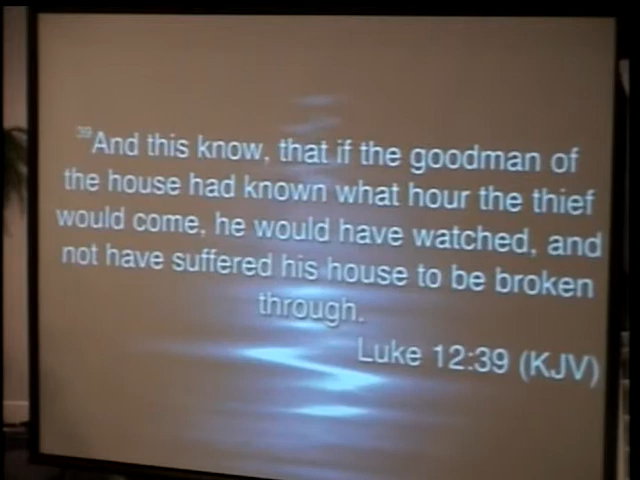 39And this know, that if the goodman of
the house had known what hour the thief
would come, he would have watched, and
not have suffered his house to be broken
through.
Luke 12:39 (KJV)